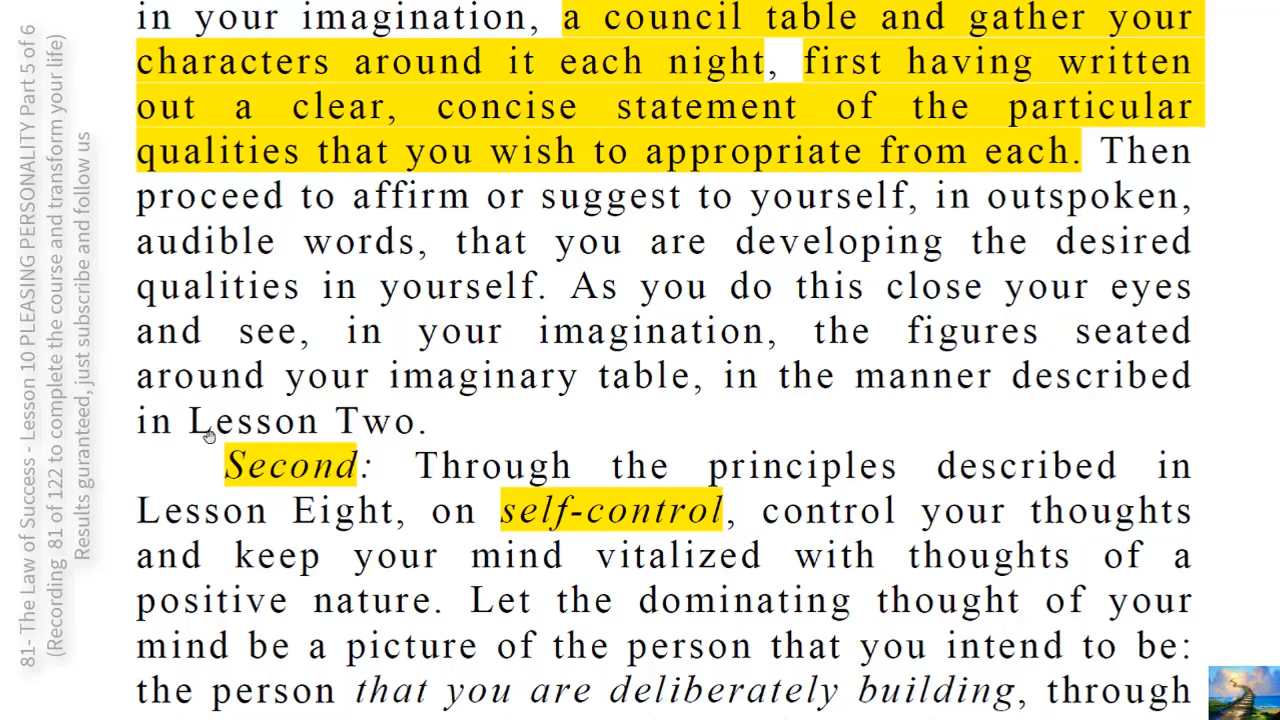 in your imagination, a council table and gather your
characters around it each night, first having written
out a clear, concise statement of the particular
qualities that you wish to appropriate from each. Then
proceed to affirm or suggest to yourself, in outspoken,
audible words, that you are developing the desired
qualities in yourself. As you do this close your eyes
and see, in your imagination, the figures seated
around your imaginary table, in the manner described
in Lesson Two.
Second: Through the principles described in
Lesson Eight, on self-control, control your thoughts
and keep your mind vitalized with thoughts of a
positive nature. Let the dominating thought of your
mind be a picture of the person that you intend to be:
the person that you are deliberately building, through
81- The Law of Success - Lesson 10 PLEASING PERSONALITY Part 5 of 6
(Recording 81 of 122 to complete the course and transform your life)
Results guranteed, just subscribe and follow us